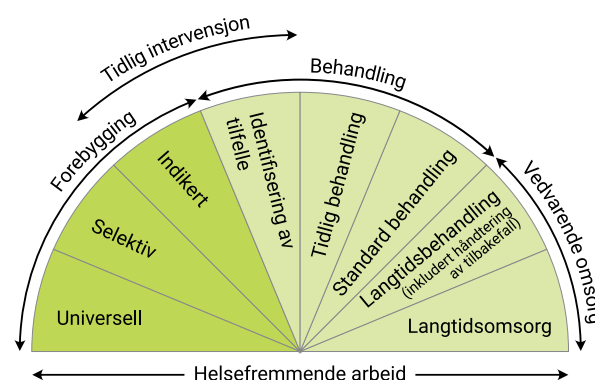 Tidlig intervensjon
Forebygging
Behandling
Vedvarende omsorg
Universell
Selektiv
Indikert
Identifisering av
tilfelle
Tidlig behandling
Standard behandling
Langtidsbehandling
(inkludert håndtering
av tilbakefall)
Langtidsomsorg
Helsefremmende arbeid